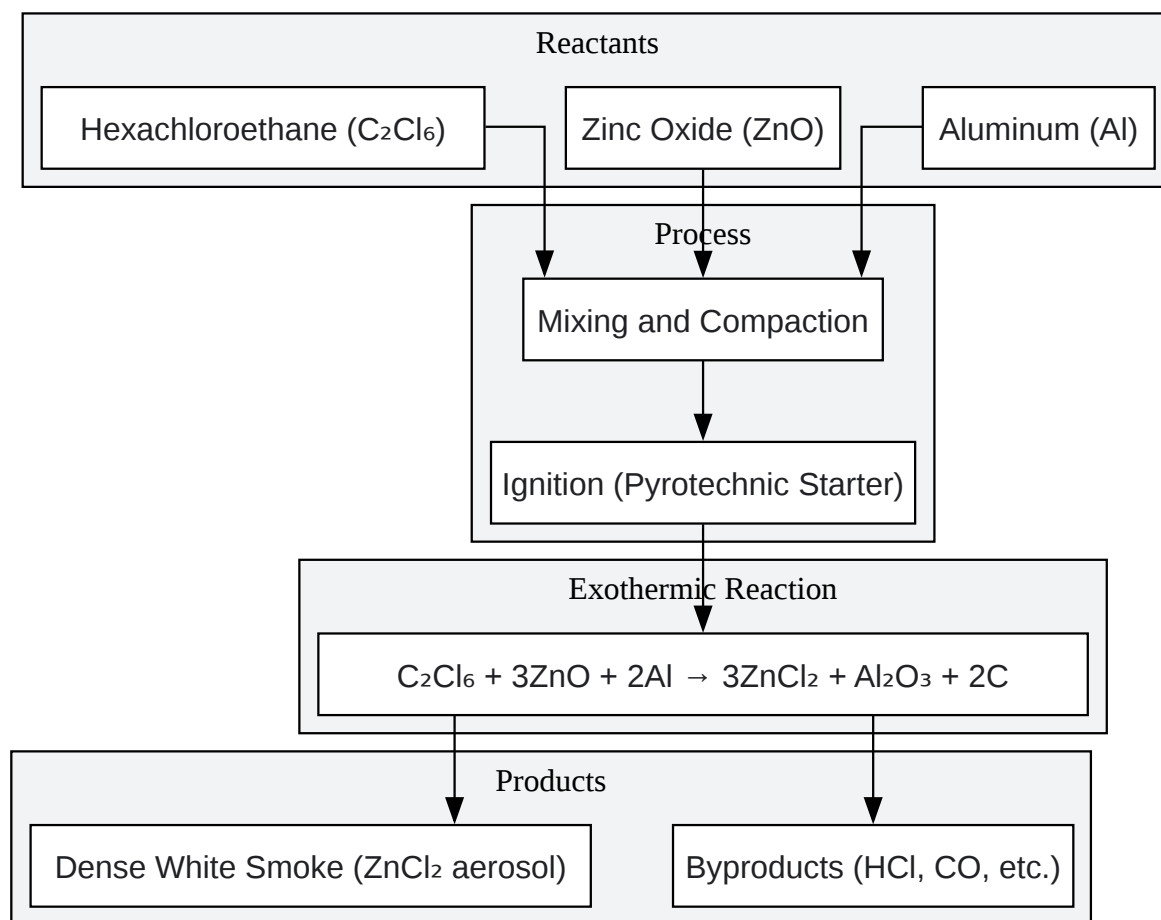 Reactants
Hexachloroethane (C₂Cl₆)
Zinc Oxide (ZnO)
Aluminum (Al)
Process
Mixing and Compaction
Ignition (Pyrotechnic Starter)
Exothermic Reaction
C₂Cl₆ + 3ZnO + 2Al → 3ZnCl₂ + Al₂O₃ + 2C
Products
Dense White Smoke (ZnCl₂ aerosol)
Byproducts (HCl, CO, etc.)